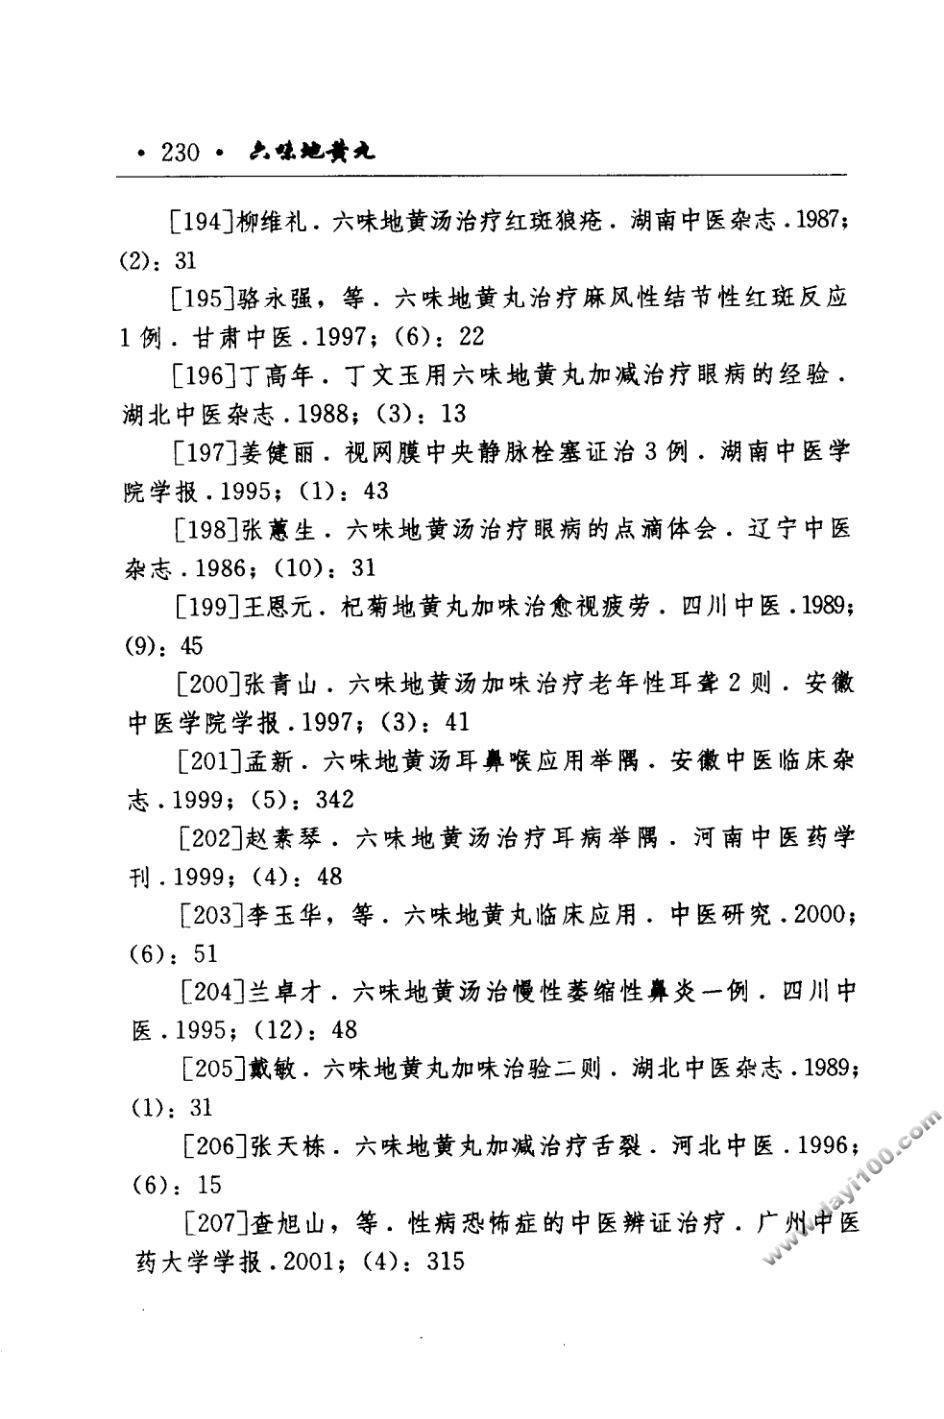 · 230 · 六味地黄丸
[194]柳维礼．六味地黄汤治疗红斑狼疮．湖南中医杂志．1987；
(2)：31
[195]骆永强，等．六味地黄丸治疗麻风性结节性红斑反应
1例．甘肃中医．1997；(6)：22
[196]丁高年．丁文玉用六味地黄丸加减治疗眼病的经验．
湖北中医杂志．1988；(3)：13
[197]姜健丽．视网膜中央静脉栓塞证治3例．湖南中医学
院学报．1995；(1)：43
[198]张蕙生．六味地黄汤治疗眼病的点滴体会．辽宁中医
杂志．1986；(10)：31
[199]王恩元．杞菊地黄丸加味治愈视疲劳．四川中医．1989；
(9)：45
[200]张青山．六味地黄汤加味治疗老年性耳聋2则．安徽
中医学院学报．1997；(3)：41
[201]孟新．六味地黄汤耳鼻喉应用举隅．安徽中医临床杂
志．1999；(5)：342
[202]赵素琴．六味地黄汤治疗耳病举隅．河南中医药学
刊．1999；(4)：48
[203]李玉华，等．六味地黄丸临床应用．中医研究．2000；
(6)：51
[204]兰卓才．六味地黄汤治慢性萎缩性鼻炎一例．四川中
医．1995；(12)：48
[205]戴敏．六味地黄丸加味治验二则．湖北中医杂志．1989；
(1)：31
[206]张天栋．六味地黄丸加减治疗舌裂．河北中医．1996；
(6)：15
[207]查旭山，等．性病恐怖症的中医辨证治疗．广州中医
药大学学报．2001；(4)：315
www.dayi100.com